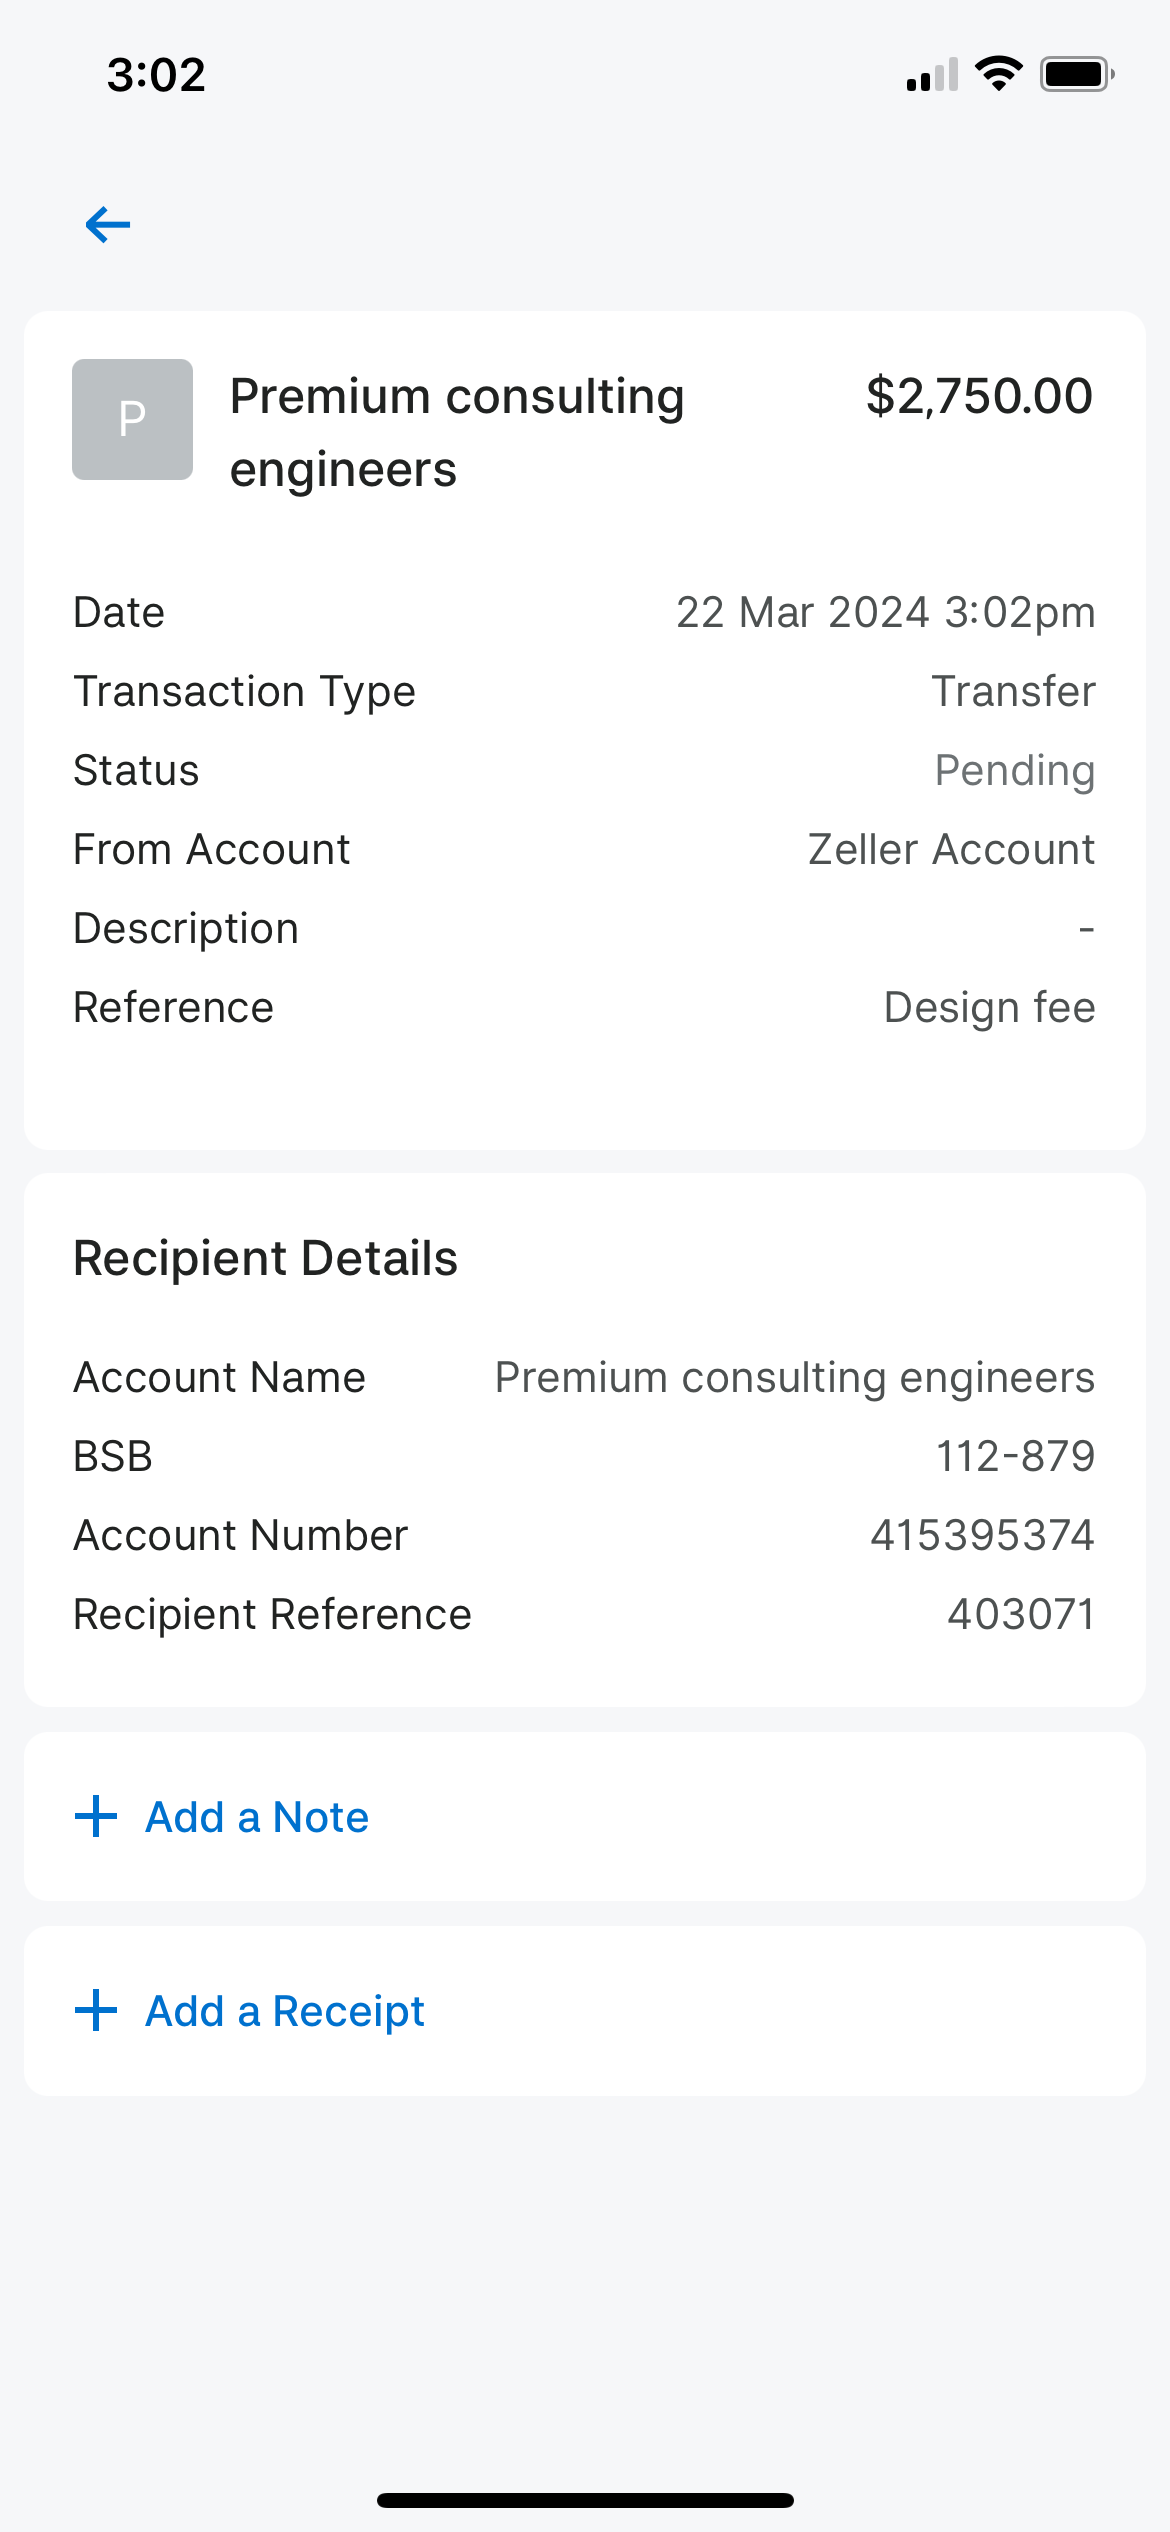 3:02
P
Premium consulting
engineers
$2,750.00
Date 22 Mar 2024 3:02pm
Transaction Type Transfer
Status Pending
From Account Zeller Account
Description -
Reference Design fee
Recipient Details
Account Name Premium consulting engineers
BSB 112-879
Account Number 415395374
Recipient Reference 403071
+ Add a Note
+ Add a Receipt